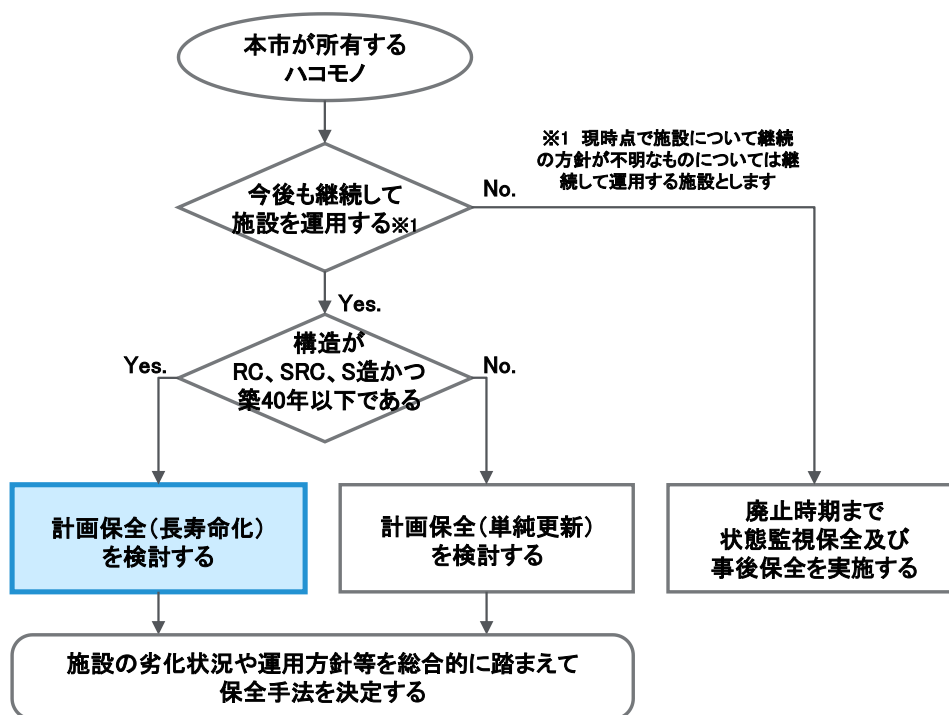 本市が所有する
ハコモノ
※1 現時点で施設について継続
の方針が不明なものについては継
続して運用する施設とします
今後も継続して
施設を運用する※1
No.
Yes.
構造が
RC、SRC、S造かつ
築40年以下である
Yes.
No.
計画保全（長寿命化）
を検討する
計画保全（単純更新）
を検討する
廃止時期まで
状態監視保全及び
事後保全を実施する
施設の劣化状況や運用方針等を総合的に踏まえて
保全手法を決定する